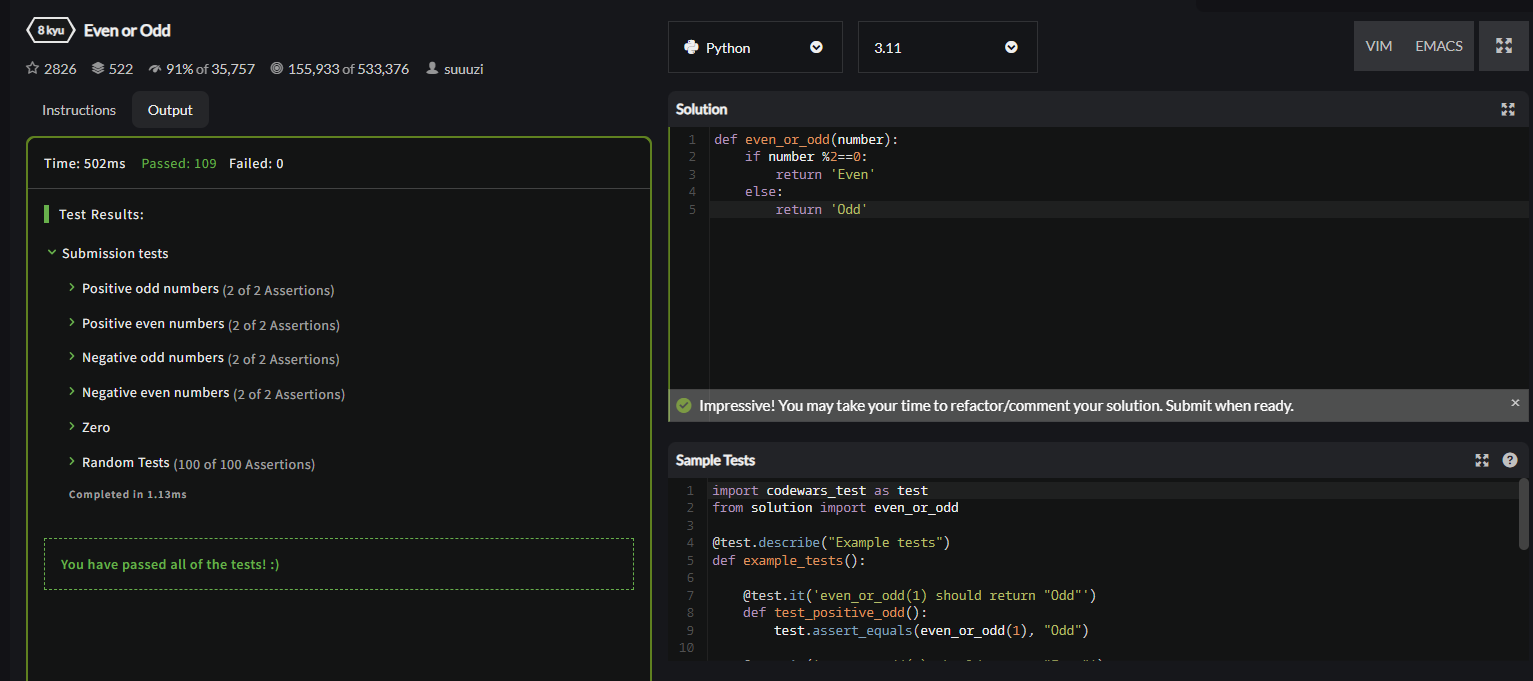 8 kyu Even or Odd
2826 522 91% of 35,757 155,933 of 533,376 suuuzi
Instructions Output
Time: 502ms Passed: 109 Failed: 0
Test Results:
Submission tests
Positive odd numbers (2 of 2 Assertions)
Positive even numbers (2 of 2 Assertions)
Negative odd numbers (2 of 2 Assertions)
Negative even numbers (2 of 2 Assertions)
Zero
Random Tests (100 of 100 Assertions)
Completed in 1.13ms
You have passed all of the tests! :)
Python 3.11 VIM EMACS
Solution
1 def even_or_odd(number):
2     if number %2==0:
3         return 'Even'
4     else:
5         return 'Odd'
Impressive! You may take your time to refactor/comment your solution. Submit when ready. ×
Sample Tests ?
1 import codewars_test as test
2 from solution import even_or_odd
3
4 @test.describe("Example tests")
5 def example_tests():
6
7     @test.it('even_or_odd(1) should return "Odd"')
8     def test_positive_odd():
9         test.assert_equals(even_or_odd(1), "Odd")
10